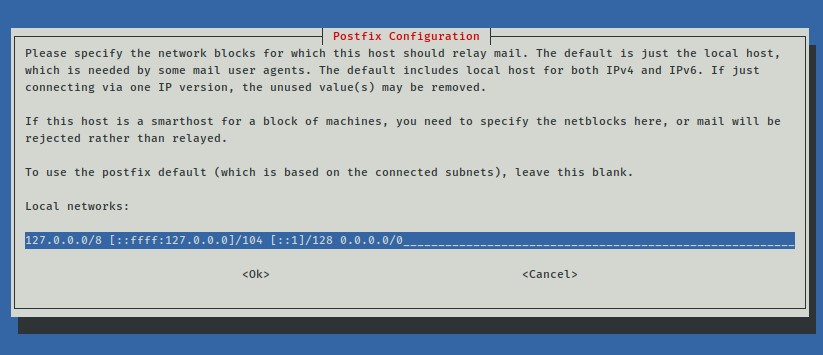 Postfix Configuration
Please specify the network blocks for which this host should relay mail. The default is just the local host,
which is needed by some mail user agents. The default includes local host for both IPv4 and IPv6. If just
connecting via one IP version, the unused value(s) may be removed.
If this host is a smarthost for a block of machines, you need to specify the netblocks here, or mail will be
rejected rather than relayed.
To use the postfix default (which is based on the connected subnets), leave this blank.
Local networks:
127.0.0.0/8 [::ffff:127.0.0.0]/104 [::1]/128 0.0.0.0/0
<Ok> <Cancel>